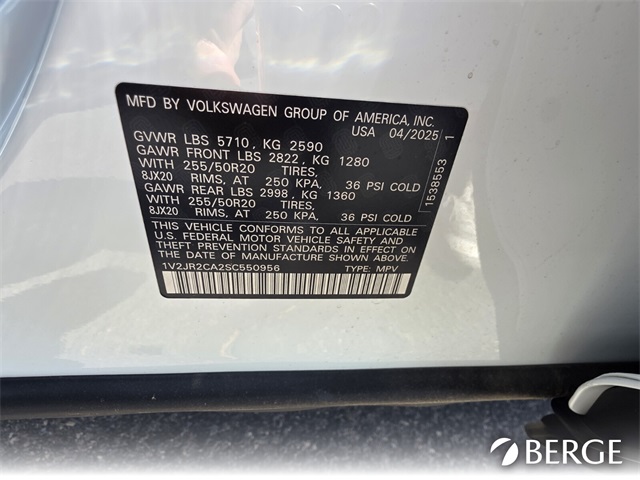 MFD BY VOLKSWAGEN GROUP OF AMERICA, INC.
USA 04/2025
GVWR LBS 5710, KG 2590
GAWR FRONT LBS 2822, KG 1280
WITH 255/50R20 TIRES,
8JX20 RIMS, AT 250 KPA, 36 PSI COLD
GAWR REAR LBS 2998, KG 1360
WITH 255/50R20 TIRES,
8JX20 RIMS, AT 250 KPA, 36 PSI COLD
THIS VEHICLE CONFORMS TO ALL APPLICABLE
U.S. FEDERAL MOTOR VEHICLE SAFETY AND
THEFT PREVENTION STANDARDS IN EFFECT ON
THE DATE OF MANUFACTURE SHOWN ABOVE.
1V2JR2CA2SC550956 TYPE: MPV
1538553 1
BERGE